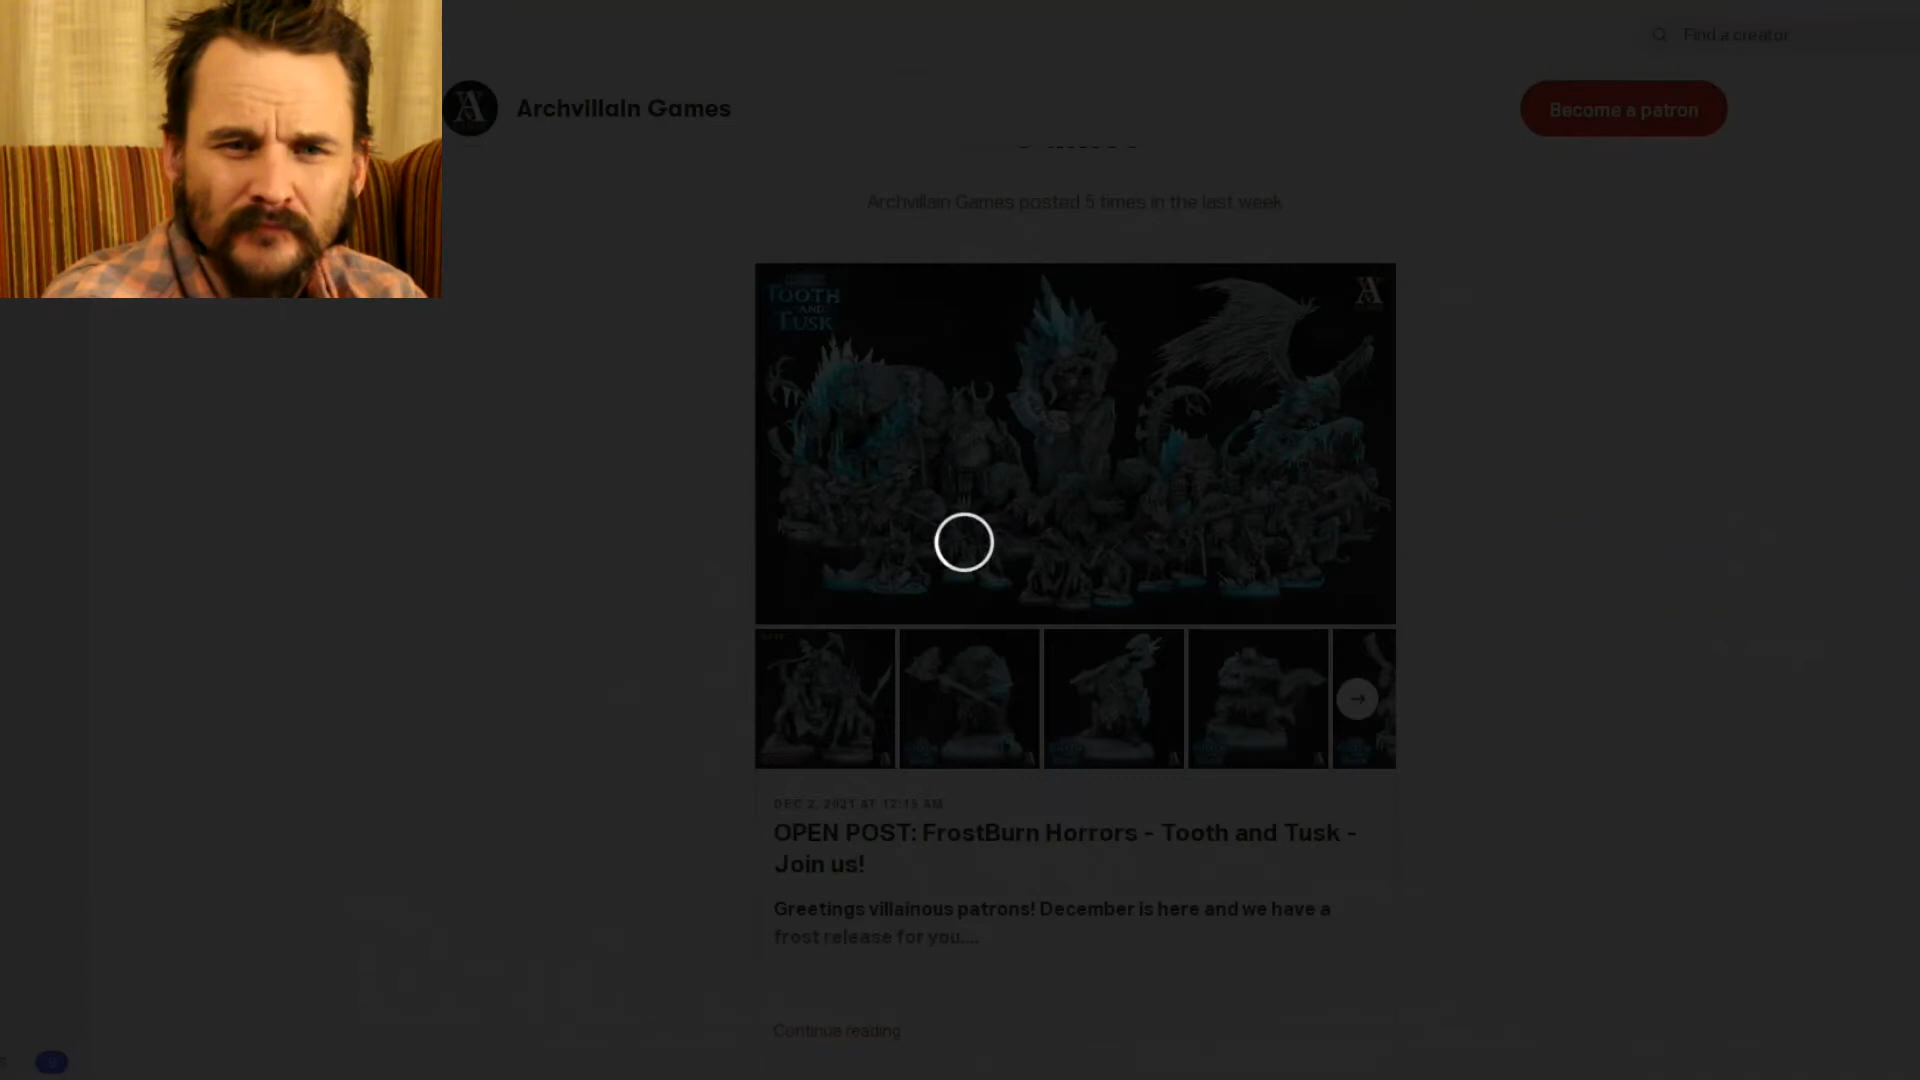 Find a creator
Archvillain Games
Become a patron
Archvillain Games posted 5 times in the last week
TOOTH
AND
TUSK
DEC 2, 2021 AT 12:15 AM
OPEN POST: FrostBurn Horrors - Tooth and Tusk -
Join us!
Greetings villainous patrons! December is here and we have a
frost release for you....
Continue reading